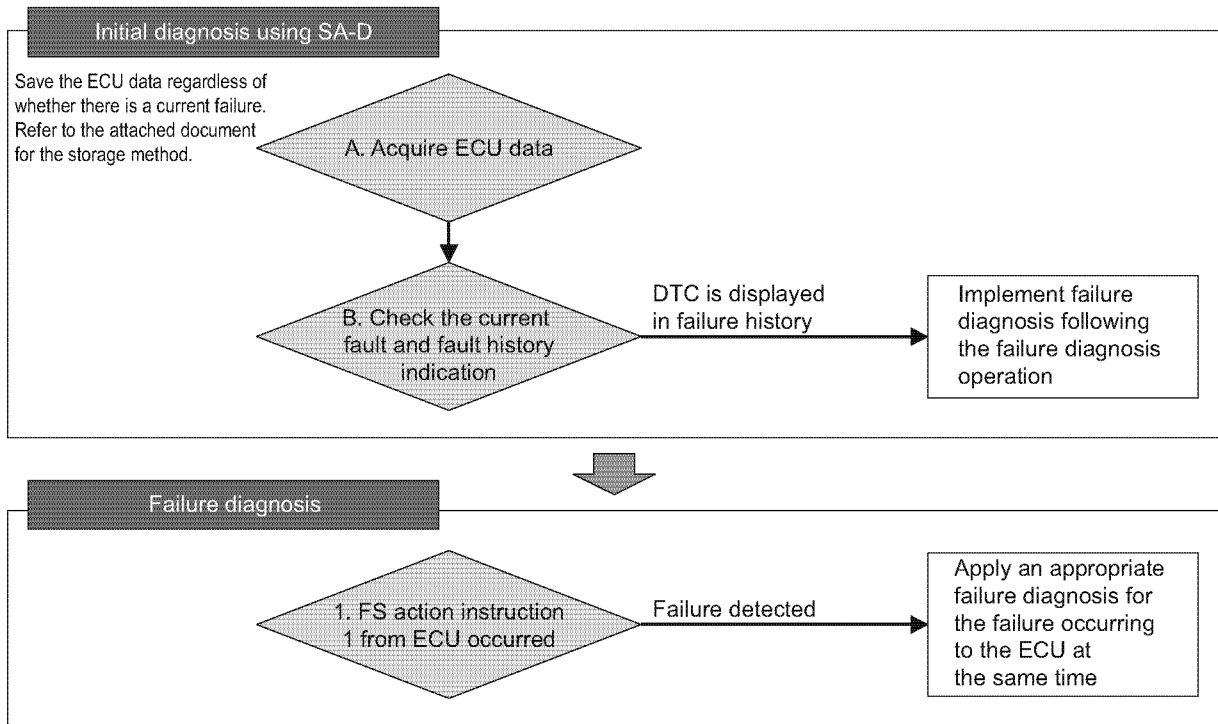 Initial diagnosis using SA-D
Save the ECU data regardless of
whether there is a current failure.
Refer to the attached document
for the storage method.
A. Acquire ECU data
B. Check the current
fault and fault history
indication
DTC is displayed
in failure history
Implement failure
diagnosis following
the failure diagnosis
operation
Failure diagnosis
1. FS action instruction
1 from ECU occurred
Failure detected
Apply an appropriate
failure diagnosis for
the failure occurring
to the ECU at
the same time